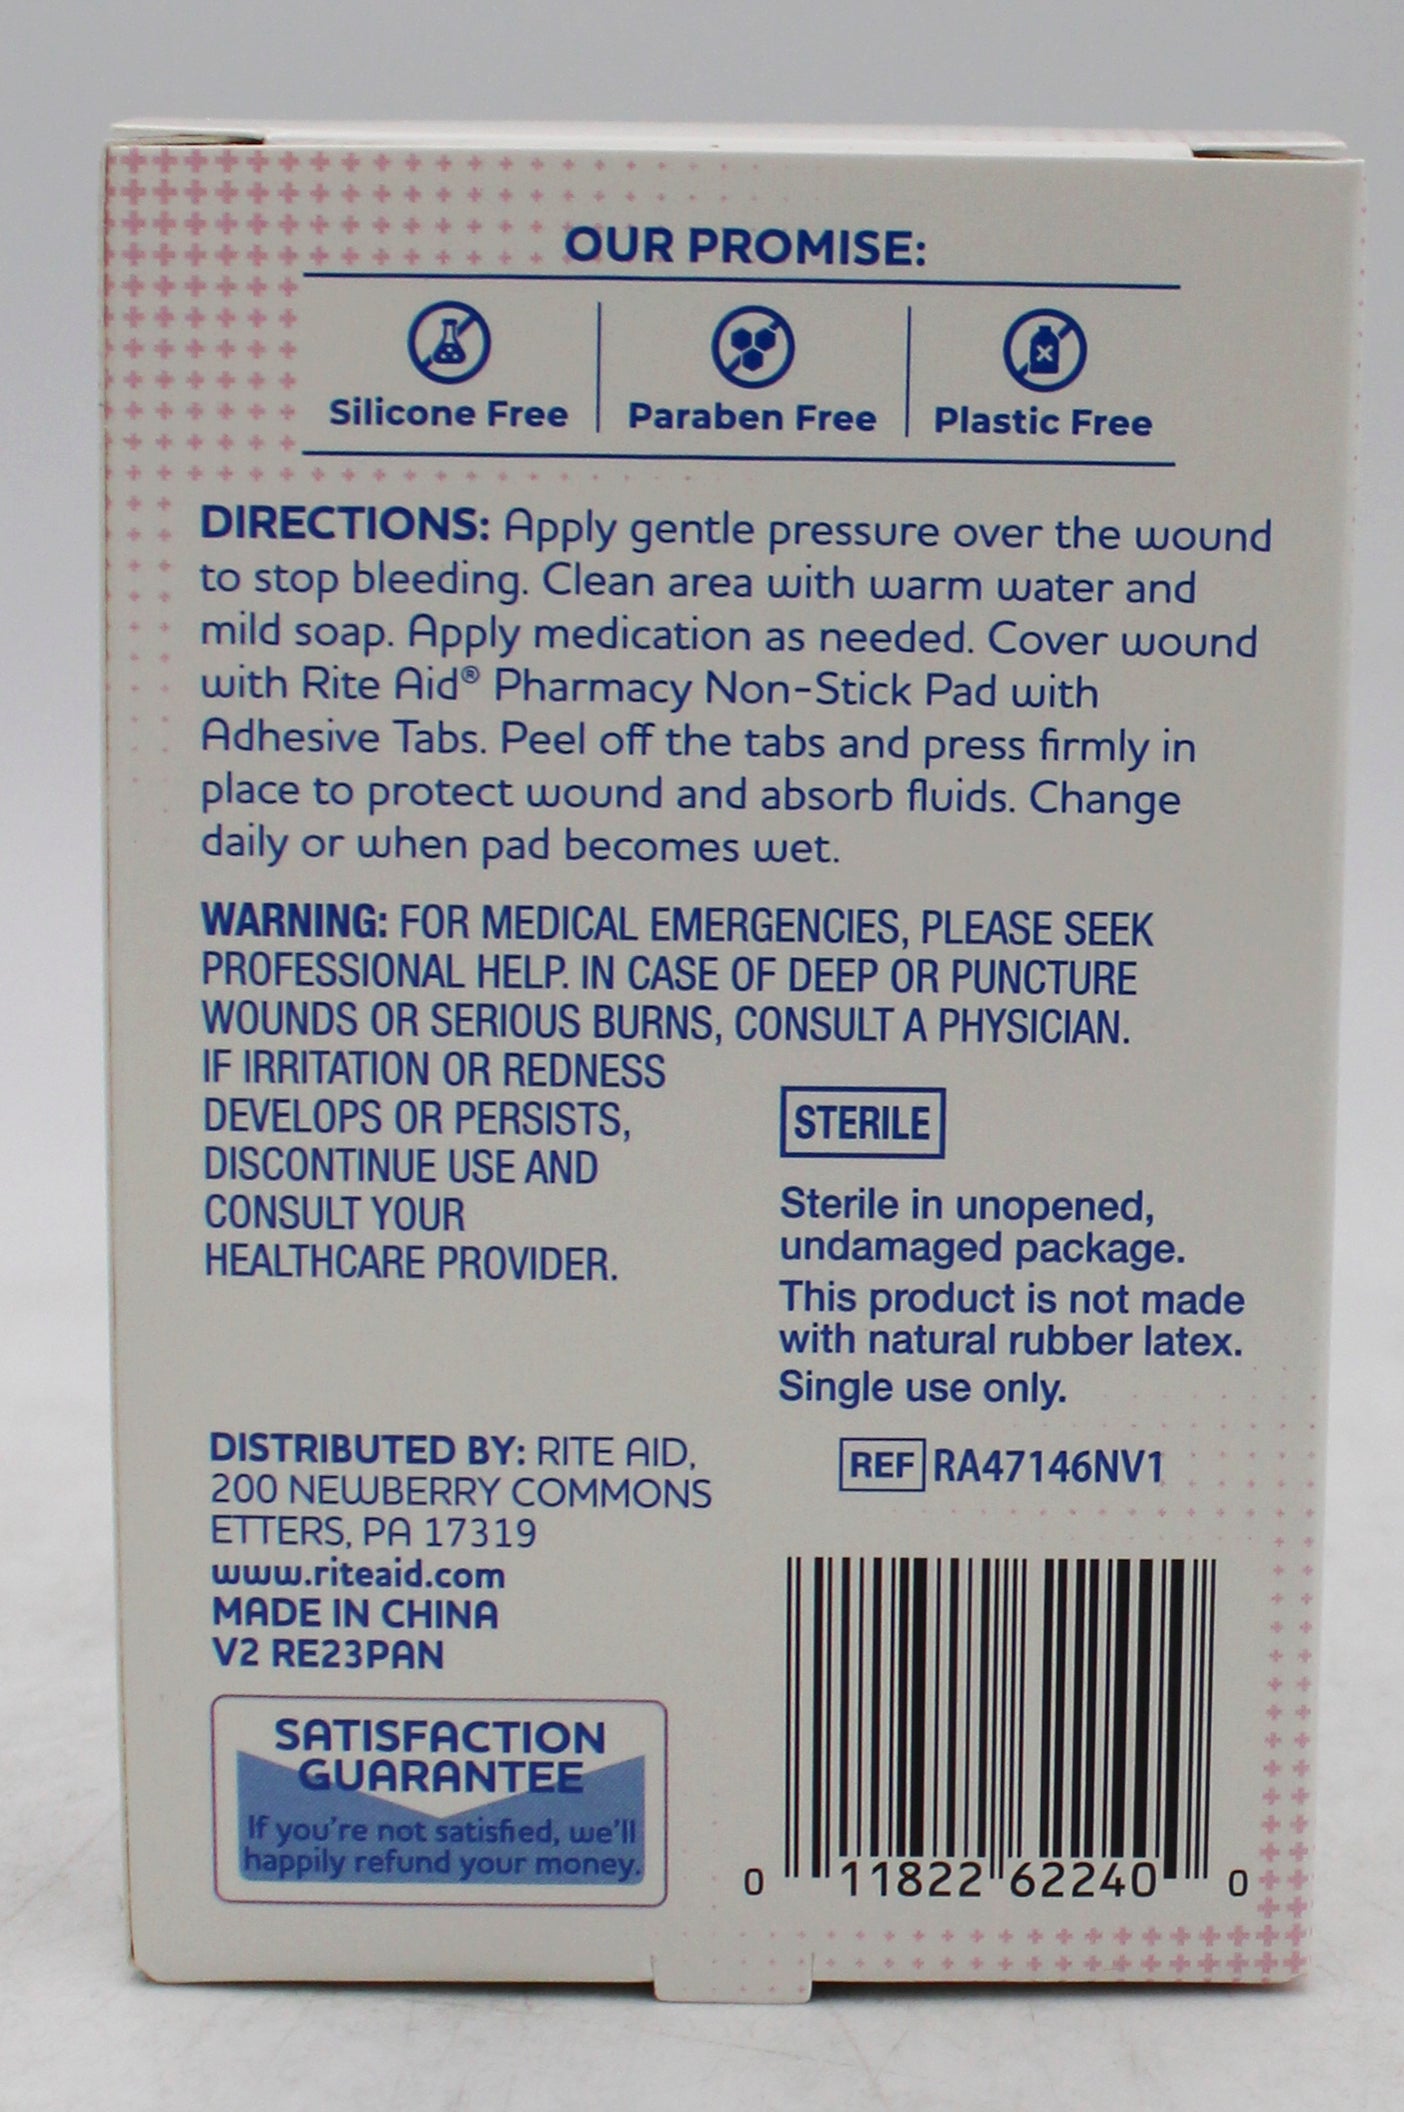 OUR PROMISE:
Silicone Free
Paraben Free
Plastic Free
DIRECTIONS: Apply gentle pressure over the wound
to stop bleeding. Clean area with warm water and
mild soap. Apply medication as needed. Cover wound
with Rite Aid® Pharmacy Non-Stick Pad with
Adhesive Tabs. Peel off the tabs and press firmly in
place to protect wound and absorb fluids. Change
daily or when pad becomes wet.
WARNING: FOR MEDICAL EMERGENCIES, PLEASE SEEK
PROFESSIONAL HELP. IN CASE OF DEEP OR PUNCTURE
WOUNDS OR SERIOUS BURNS, CONSULT A PHYSICIAN.
IF IRRITATION OR REDNESS
DEVELOPS OR PERSISTS,
DISCONTINUE USE AND
CONSULT YOUR
HEALTHCARE PROVIDER.
STERILE
Sterile in unopened,
undamaged package.
This product is not made
with natural rubber latex.
Single use only.
REF RA47146NV1
DISTRIBUTED BY: RITE AID,
200 NEWBERRY COMMONS
ETTERS, PA 17319
www.riteaid.com
MADE IN CHINA
V2 RE23PAN
SATISFACTION
GUARANTEE
If you're not satisfied, we'll
happily refund your money.
0 11822 62240 0